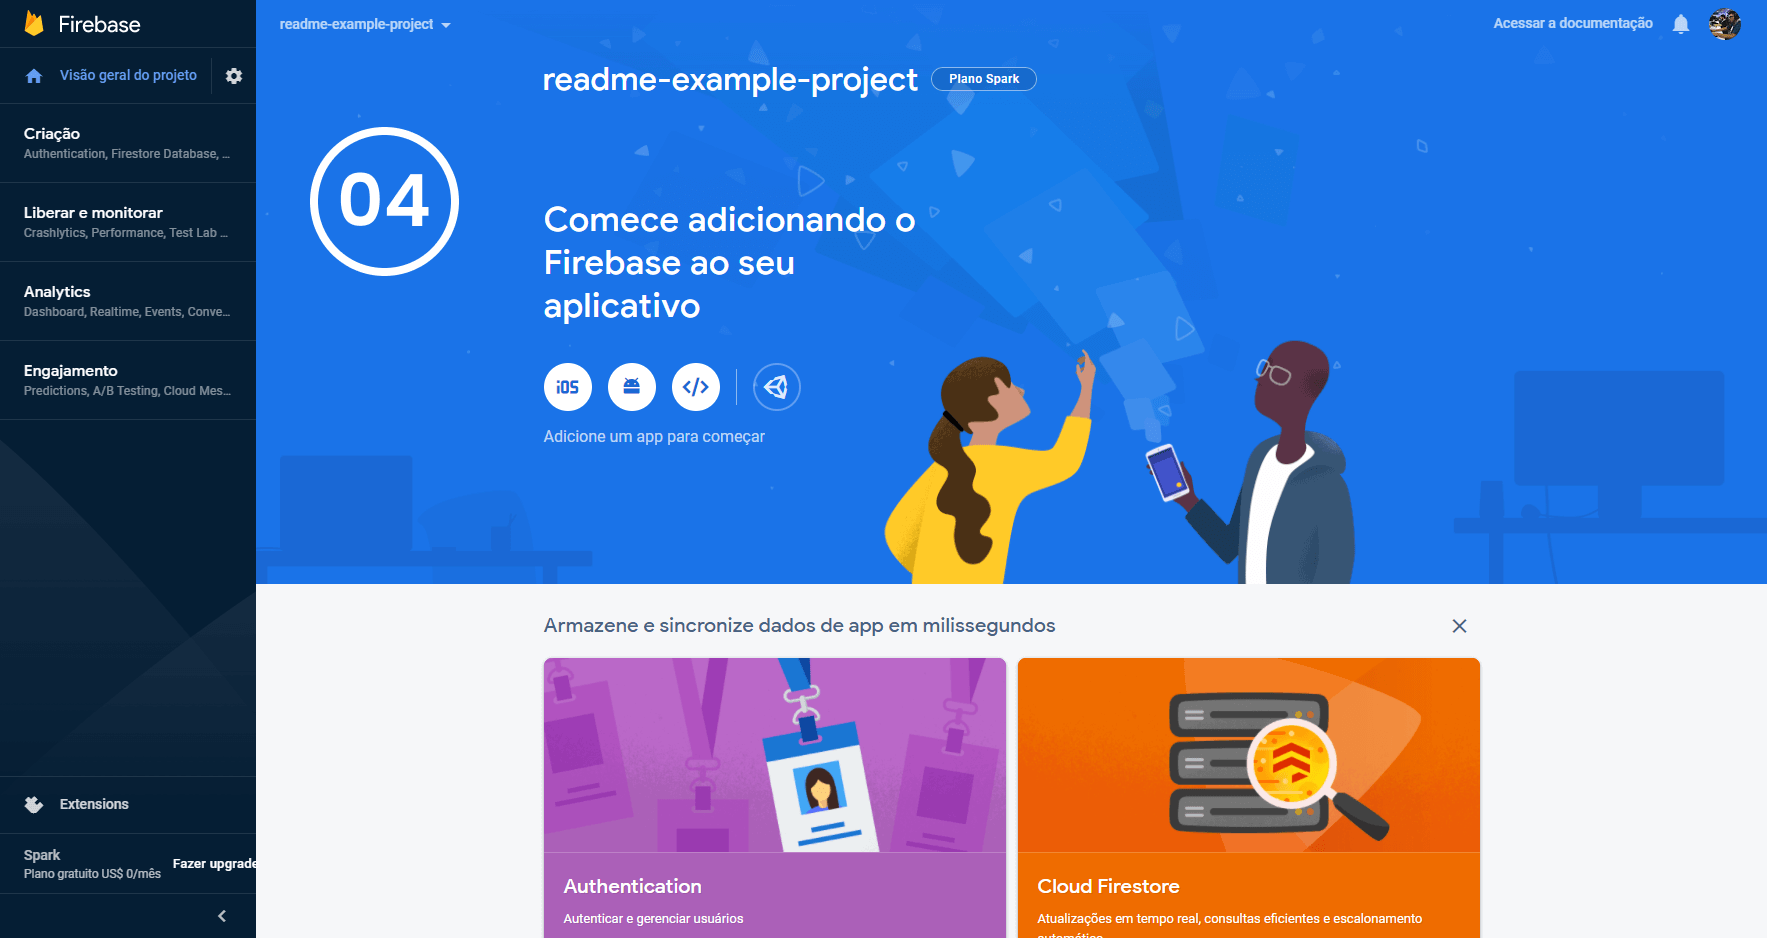 Firebase
readme-example-project
Acessar a documentação
Visão geral do projeto
readme-example-project
Plano Spark
Criação
Authentication, Firestore Database, ...
Liberar e monitorar
Crashlytics, Performance, Test Lab ...
Analytics
Dashboard, Realtime, Events, Conve...
Engajamento
Predictions, A/B Testing, Cloud Mes...
04
Comece adicionando o
Firebase ao seu
aplicativo
iOS
</>
Adicione um app para começar
Armazene e sincronize dados de app em milissegundos
Authentication
Autenticar e gerenciar usuários
Cloud Firestore
Atualizações em tempo real, consultas eficientes e escalonamento
automático
Extensions
Spark
Plano gratuito US$ 0/mês
Fazer upgrade